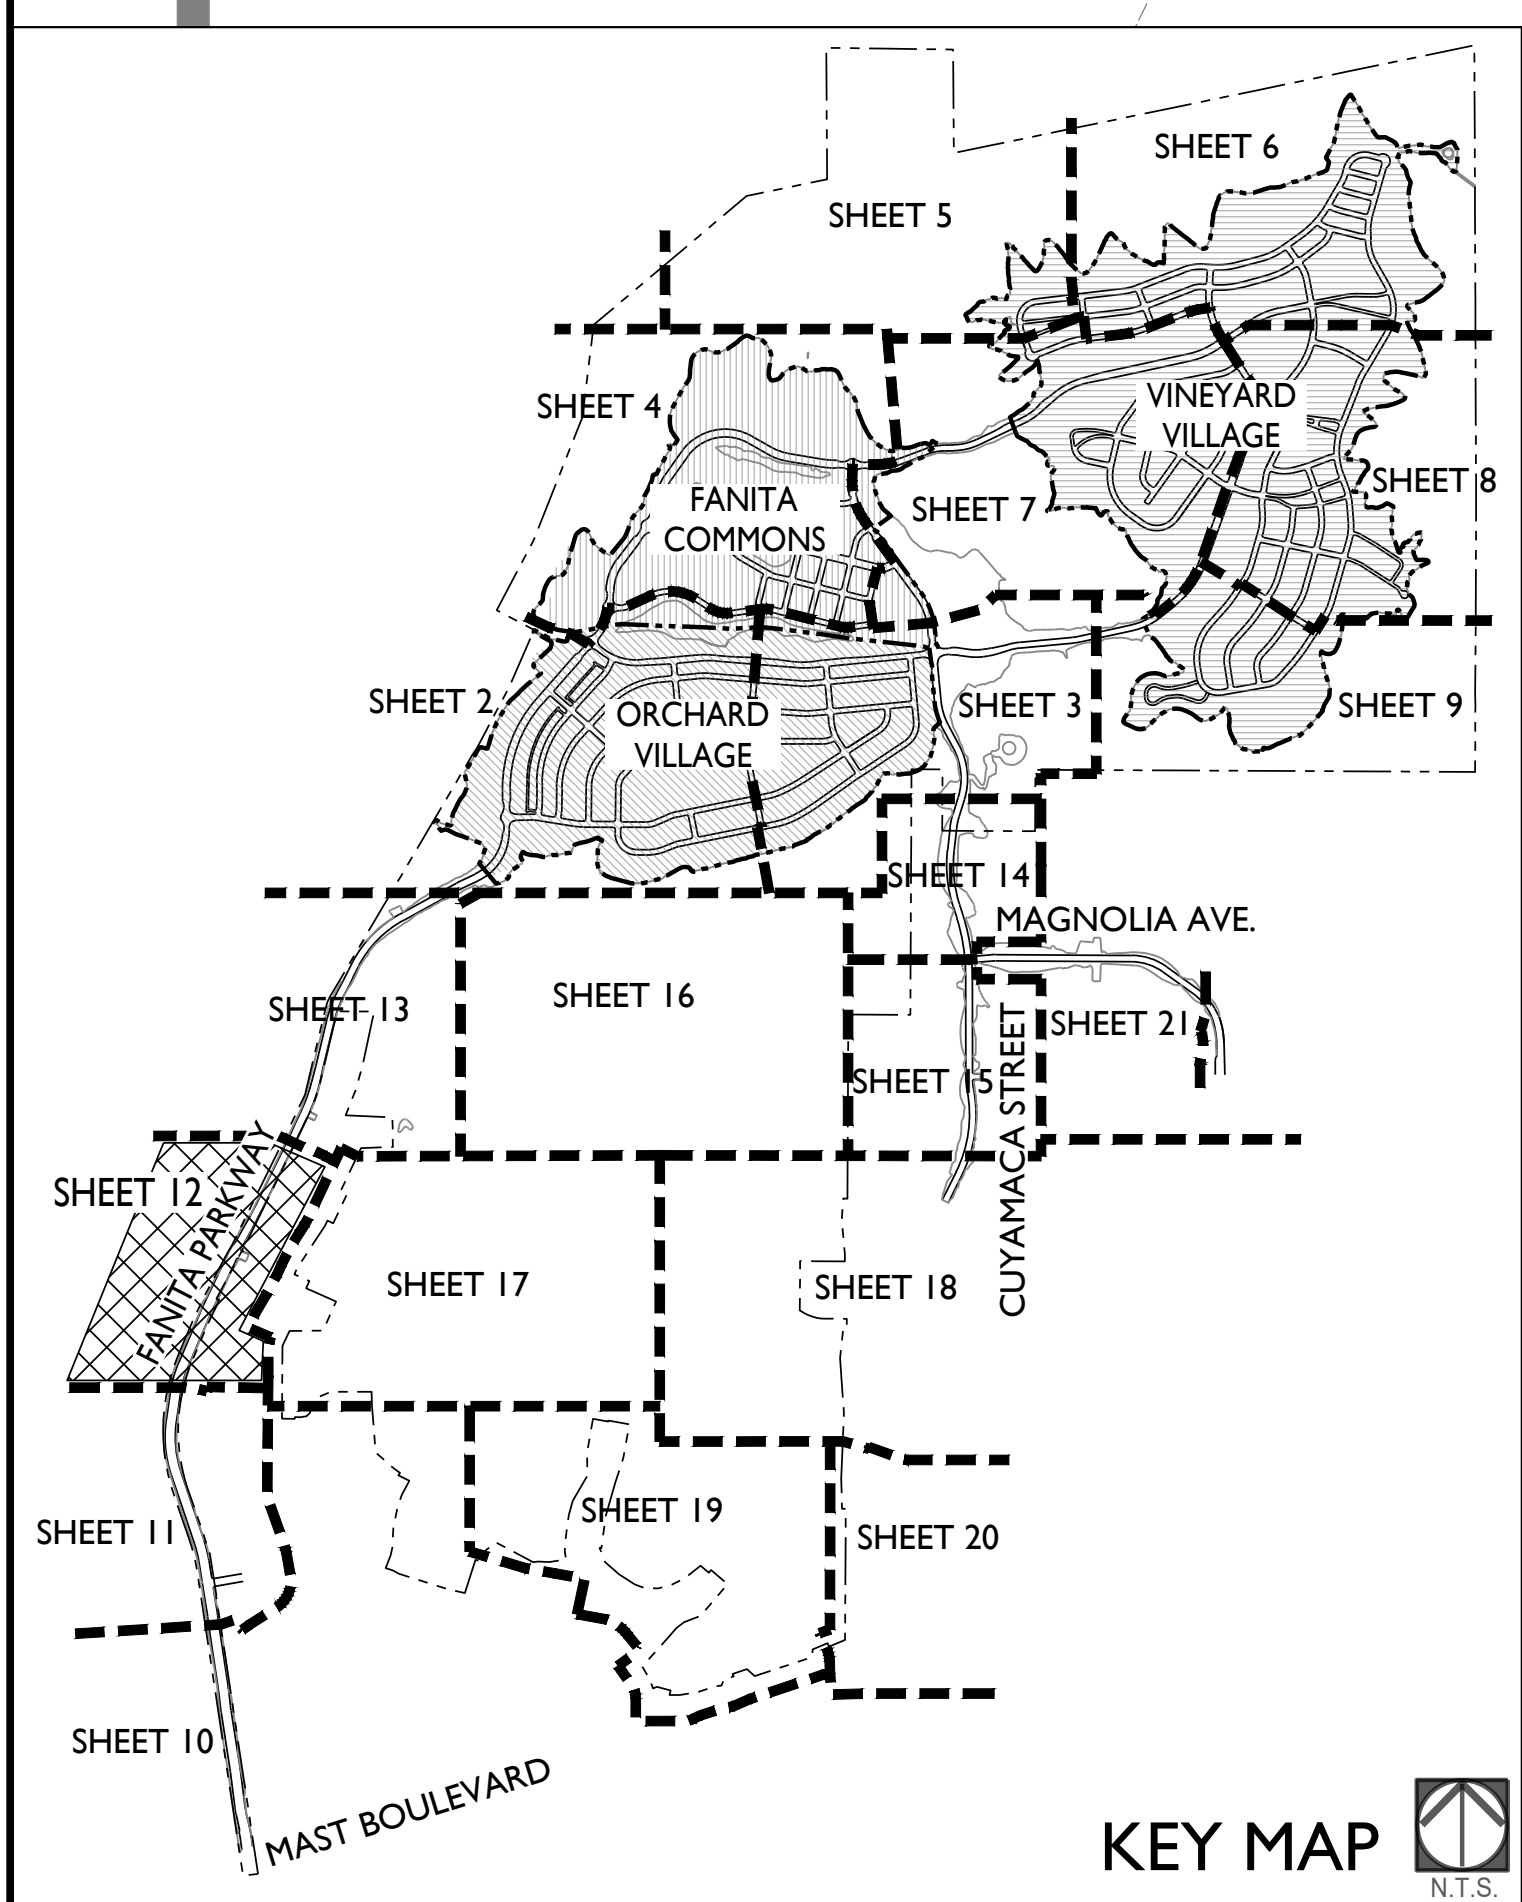 SHEET 6
SHEET 5
SHEET 4
VINEYARD
VILLAGE
SHEET 8
FANITA
COMMONS
SHEET 7
SHEET 2
ORCHARD
VILLAGE
SHEET 3
SHEET 9
SHEET 14
MAGNOLIA AVE.
SHEET 13
SHEET 16
SHEET 21
SHEET 15
CUYAMACA STREET
SHEET 12
FANITA PARKWAY
SHEET 17
SHEET 18
SHEET 11
SHEET 19
SHEET 20
SHEET 10
MAST BOULEVARD
KEY MAP
N.T.S.